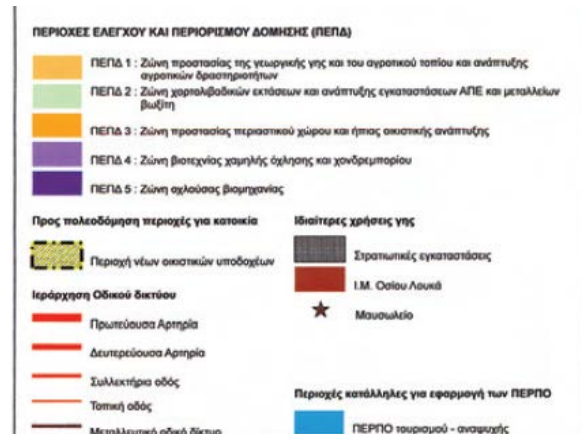 ΠΕΡΙΟΧΕΣ ΕΛΕΓΧΟΥ ΚΑΙ ΠΕΡΙΟΡΙΣΜΟΥ ΔΟΜΗΣΗΣ (ΠΕΠΔ)
ΠΕΠΔ 1 : Ζώνη προστασίας της γεωργικής γης και του αγροτικού τοπίου και ανάπτυξης
αγροτικών δραστηριοτήτων
ΠΕΠΔ 2 : Ζώνη χορτολιβαδικών εκτάσεων και ανάπτυξης εγκαταστάσεων ΑΠΕ και μεταλλείων
βωξίτη
ΠΕΠΔ 3 : Ζώνη προστασίας περιαστικού χώρου και ήπιας οικιστικής ανάπτυξης
ΠΕΠΔ 4 : Ζώνη βιοτεχνίας χαμηλής όχλησης και χονδρεμπορίου
ΠΕΠΔ 5 : Ζώνη οχλούσας βιομηχανίας
Προς πολεοδόμηση περιοχές για κατοικία
Περιοχή νέων οικιστικών υποδοχέων
Ιεράρχηση Οδικού δικτύου
Πρωτεύουσα Αρτηρία
Δευτερεύουσα Αρτηρία
Συλλεκτήρια οδός
Τοπική οδός
Μεταλλευτικό οδικό δίκτυο
Ιδιαίτερες χρήσεις γης
Στρατιωτικές εγκαταστάσεις
Ι.Μ. Οσίου Λουκά
Μαυσωλείο
Περιοχές κατάλληλες για εφαρμογή των ΠΕΡΠΟ
ΠΕΡΠΟ τουρισμού - αναψυχής